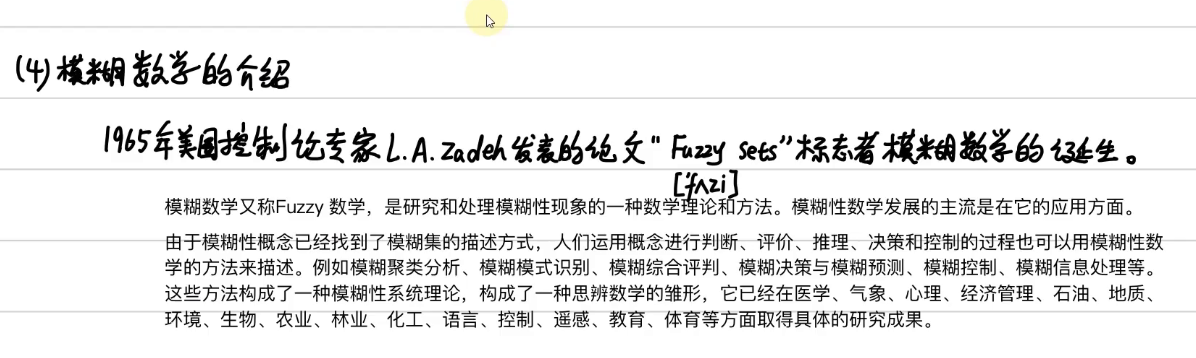 (4) 模糊数学的介绍
1965年美国控制论专家L.A.Zadeh发表的论文“Fuzzy sets”标志着模糊数学的诞生。
['fʌzi]
模糊数学又称Fuzzy 数学，是研究和处理模糊性现象的一种数学理论和方法。模糊性数学发展的主流是在它的应用方面。
由于模糊性概念已经找到了模糊集的描述方式，人们运用概念进行判断、评价、推理、决策和控制的过程也可以用模糊性数
学的方法来描述。例如模糊聚类分析、模糊模式识别、模糊综合评判、模糊决策与模糊预测、模糊控制、模糊信息处理等。
这些方法构成了一种模糊性系统理论，构成了一种思辨数学的雏形，它已经在医学、气象、心理、经济管理、石油、地质、
环境、生物、农业、林业、化工、语言、控制、遥感、教育、体育等方面取得具体的研究成果。